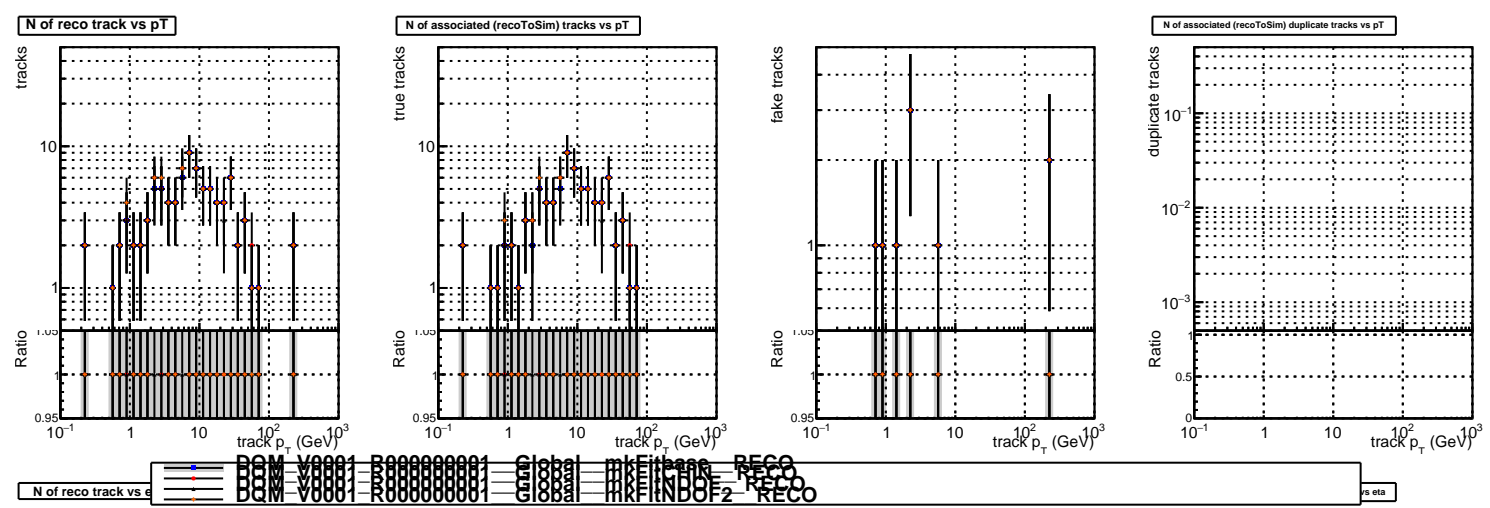 N of reco track vs pT
N of associated (recoToSim) tracks vs pT
N of associated (recoToSim) duplicate tracks vs pT
tracks
10
1
Ratio
1.05
1
0.95
10−1 1 10 102 103
track pT (GeV)
true tracks
10
1
Ratio
1.05
1
0.95
10−1 1 10 102 103
track pT (GeV)
fake tracks
1
Ratio
1.05
1
0.95
10−1 1 10 102 103
track pT (GeV)
duplicate tracks
10−1
10−2
10−3
Ratio
1
0.5
0
10−1 1 10 102 103
track pT (GeV)
DQM_V0001_R000000001__Global__mkFitbase__RECO
DQM_V0001_R000000001__Global__mkFitNDOF__RECO
DQM_V0001_R000000001__Global__mkFitNDOF2__RECO
N of reco track vs e
vs eta